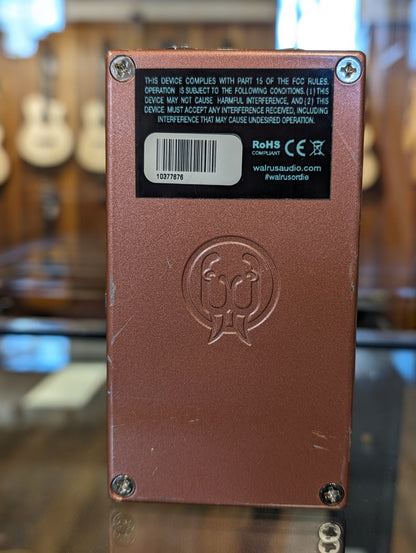 THIS DEVICE COMPLIES WITH PART 15 OF THE FCC RULES.
OPERATION IS SUBJECT TO THE FOLLOWING CONDITIONS. (1) THIS
DEVICE MAY NOT CAUSE HARMFUL INTERFERENCE, AND (2) THIS
DEVICE MUST ACCEPT ANY INTERFERENCE RECEIVED, INCLUDING
INTERFERENCE THAT MAY CAUSE UNDESIRED OPERATION.
10377676
RoHS CE
COMPLIANT
walrusaudio.com
#walrusordie